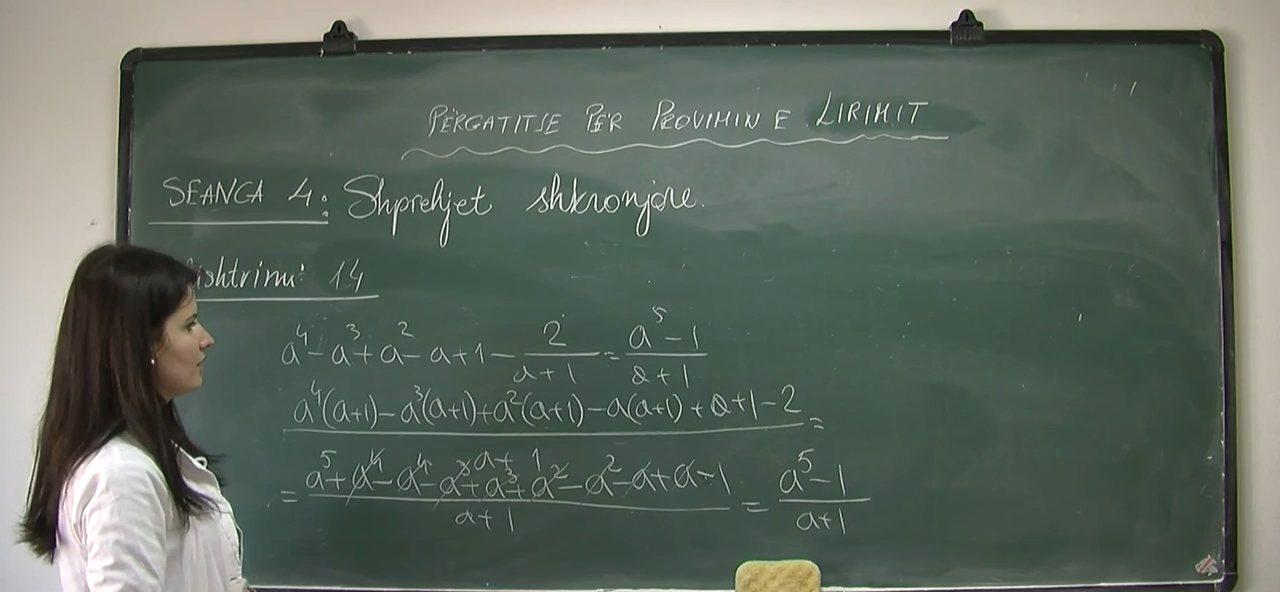 PËRGATITJE PËR PROVIMIN E LIRIMIT
SEANCA 4: Shprehjet shkronjore.
ishtrimi 14
a⁴-a³+a²-a+1-2/(a+1)=(a⁵-1)/(a+1)
a⁴(a+1)-a³(a+1)+a²(a+1)-a(a+1)+a+1-2=
a+1
=(a⁵+a⁴-a⁴-a³+a³+a²-a²-a+a-1)/(a+1)=(a⁵-1)/(a+1)